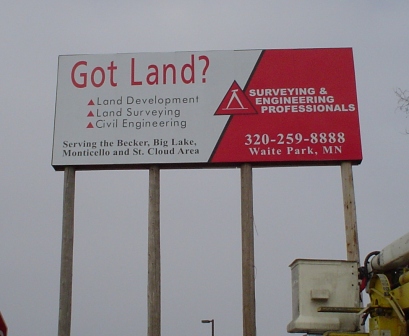 Got Land?
Land Development
Land Surveying
Civil Engineering
Serving the Becker, Big Lake,
Monticello and St. Cloud Area
SURVEYING &
ENGINEERING
PROFESSIONALS
320-259-8888
Waite Park, MN